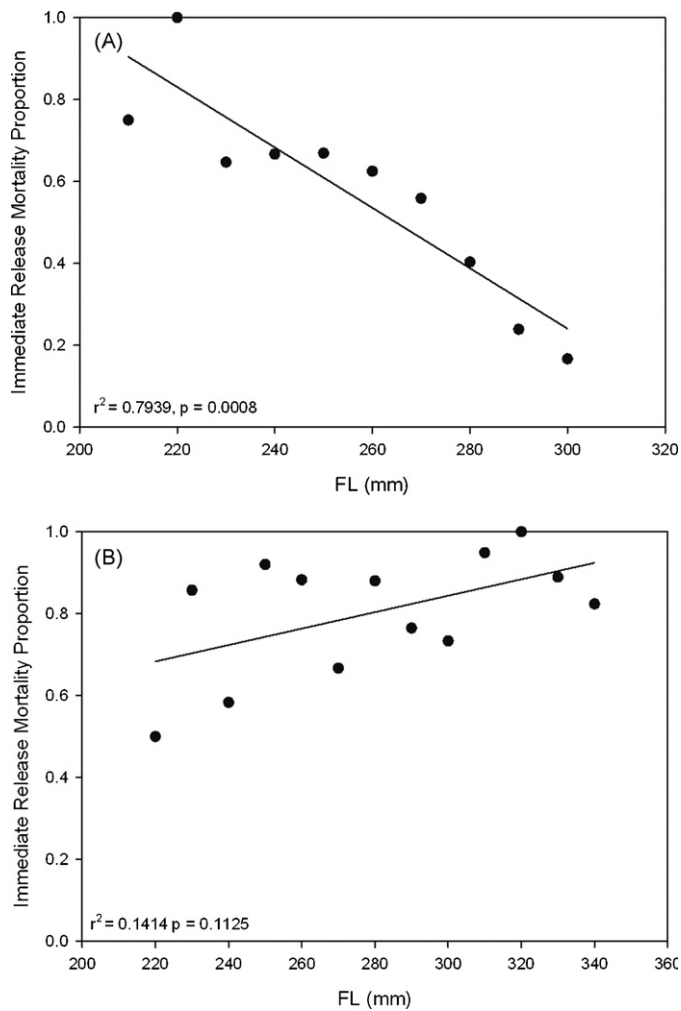 (A)
Immediate Release Mortality Proportion
1.0
0.8
0.6
0.4
0.2
0.0
r² = 0.7939, p = 0.0008
200 220 240 260 280 300 320
FL (mm)
(B)
Immediate Release Mortality Proportion
1.0
0.8
0.6
0.4
0.2
0.0
r² = 0.1414 p = 0.1125
200 220 240 260 280 300 320 340 360
FL (mm)